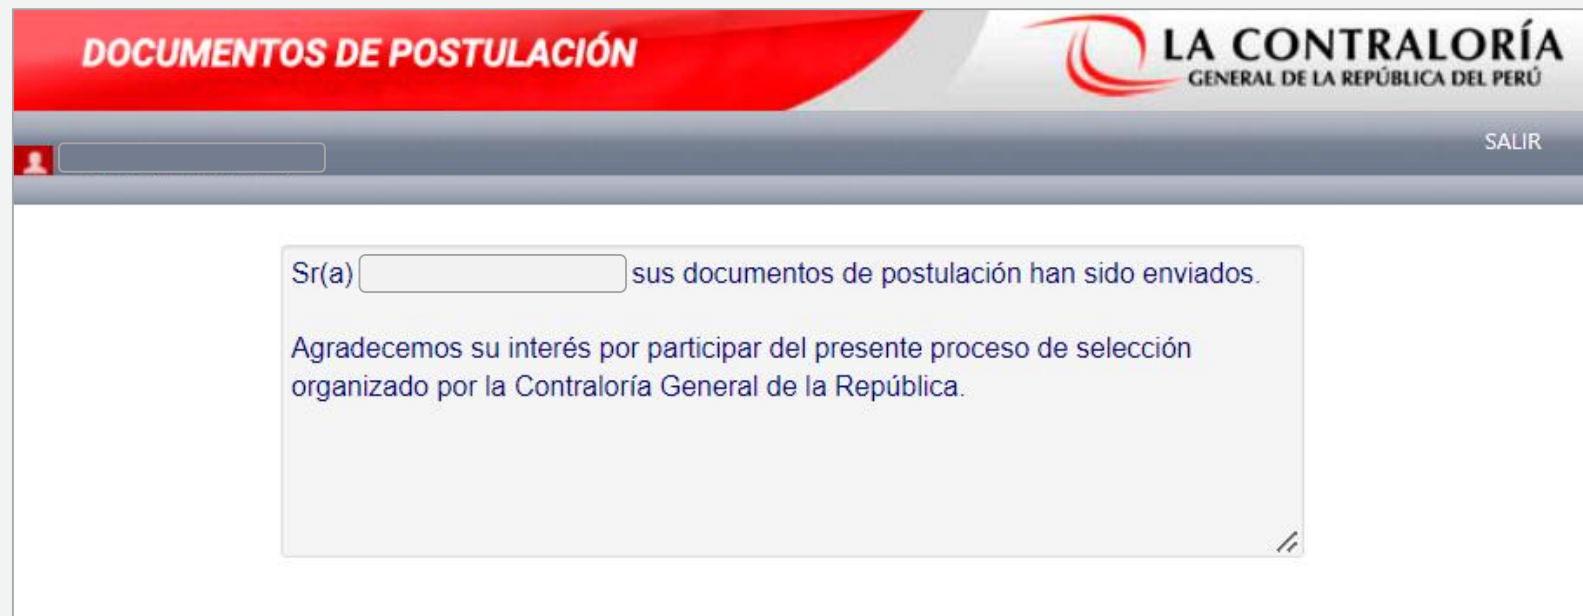 DOCUMENTOS DE POSTULACIÓN
LA CONTRALORÍA
GENERAL DE LA REPÚBLICA DEL PERÚ
SALIR
Sr(a) sus documentos de postulación han sido enviados.
Agradecemos su interés por participar del presente proceso de selección
organizado por la Contraloría General de la República.